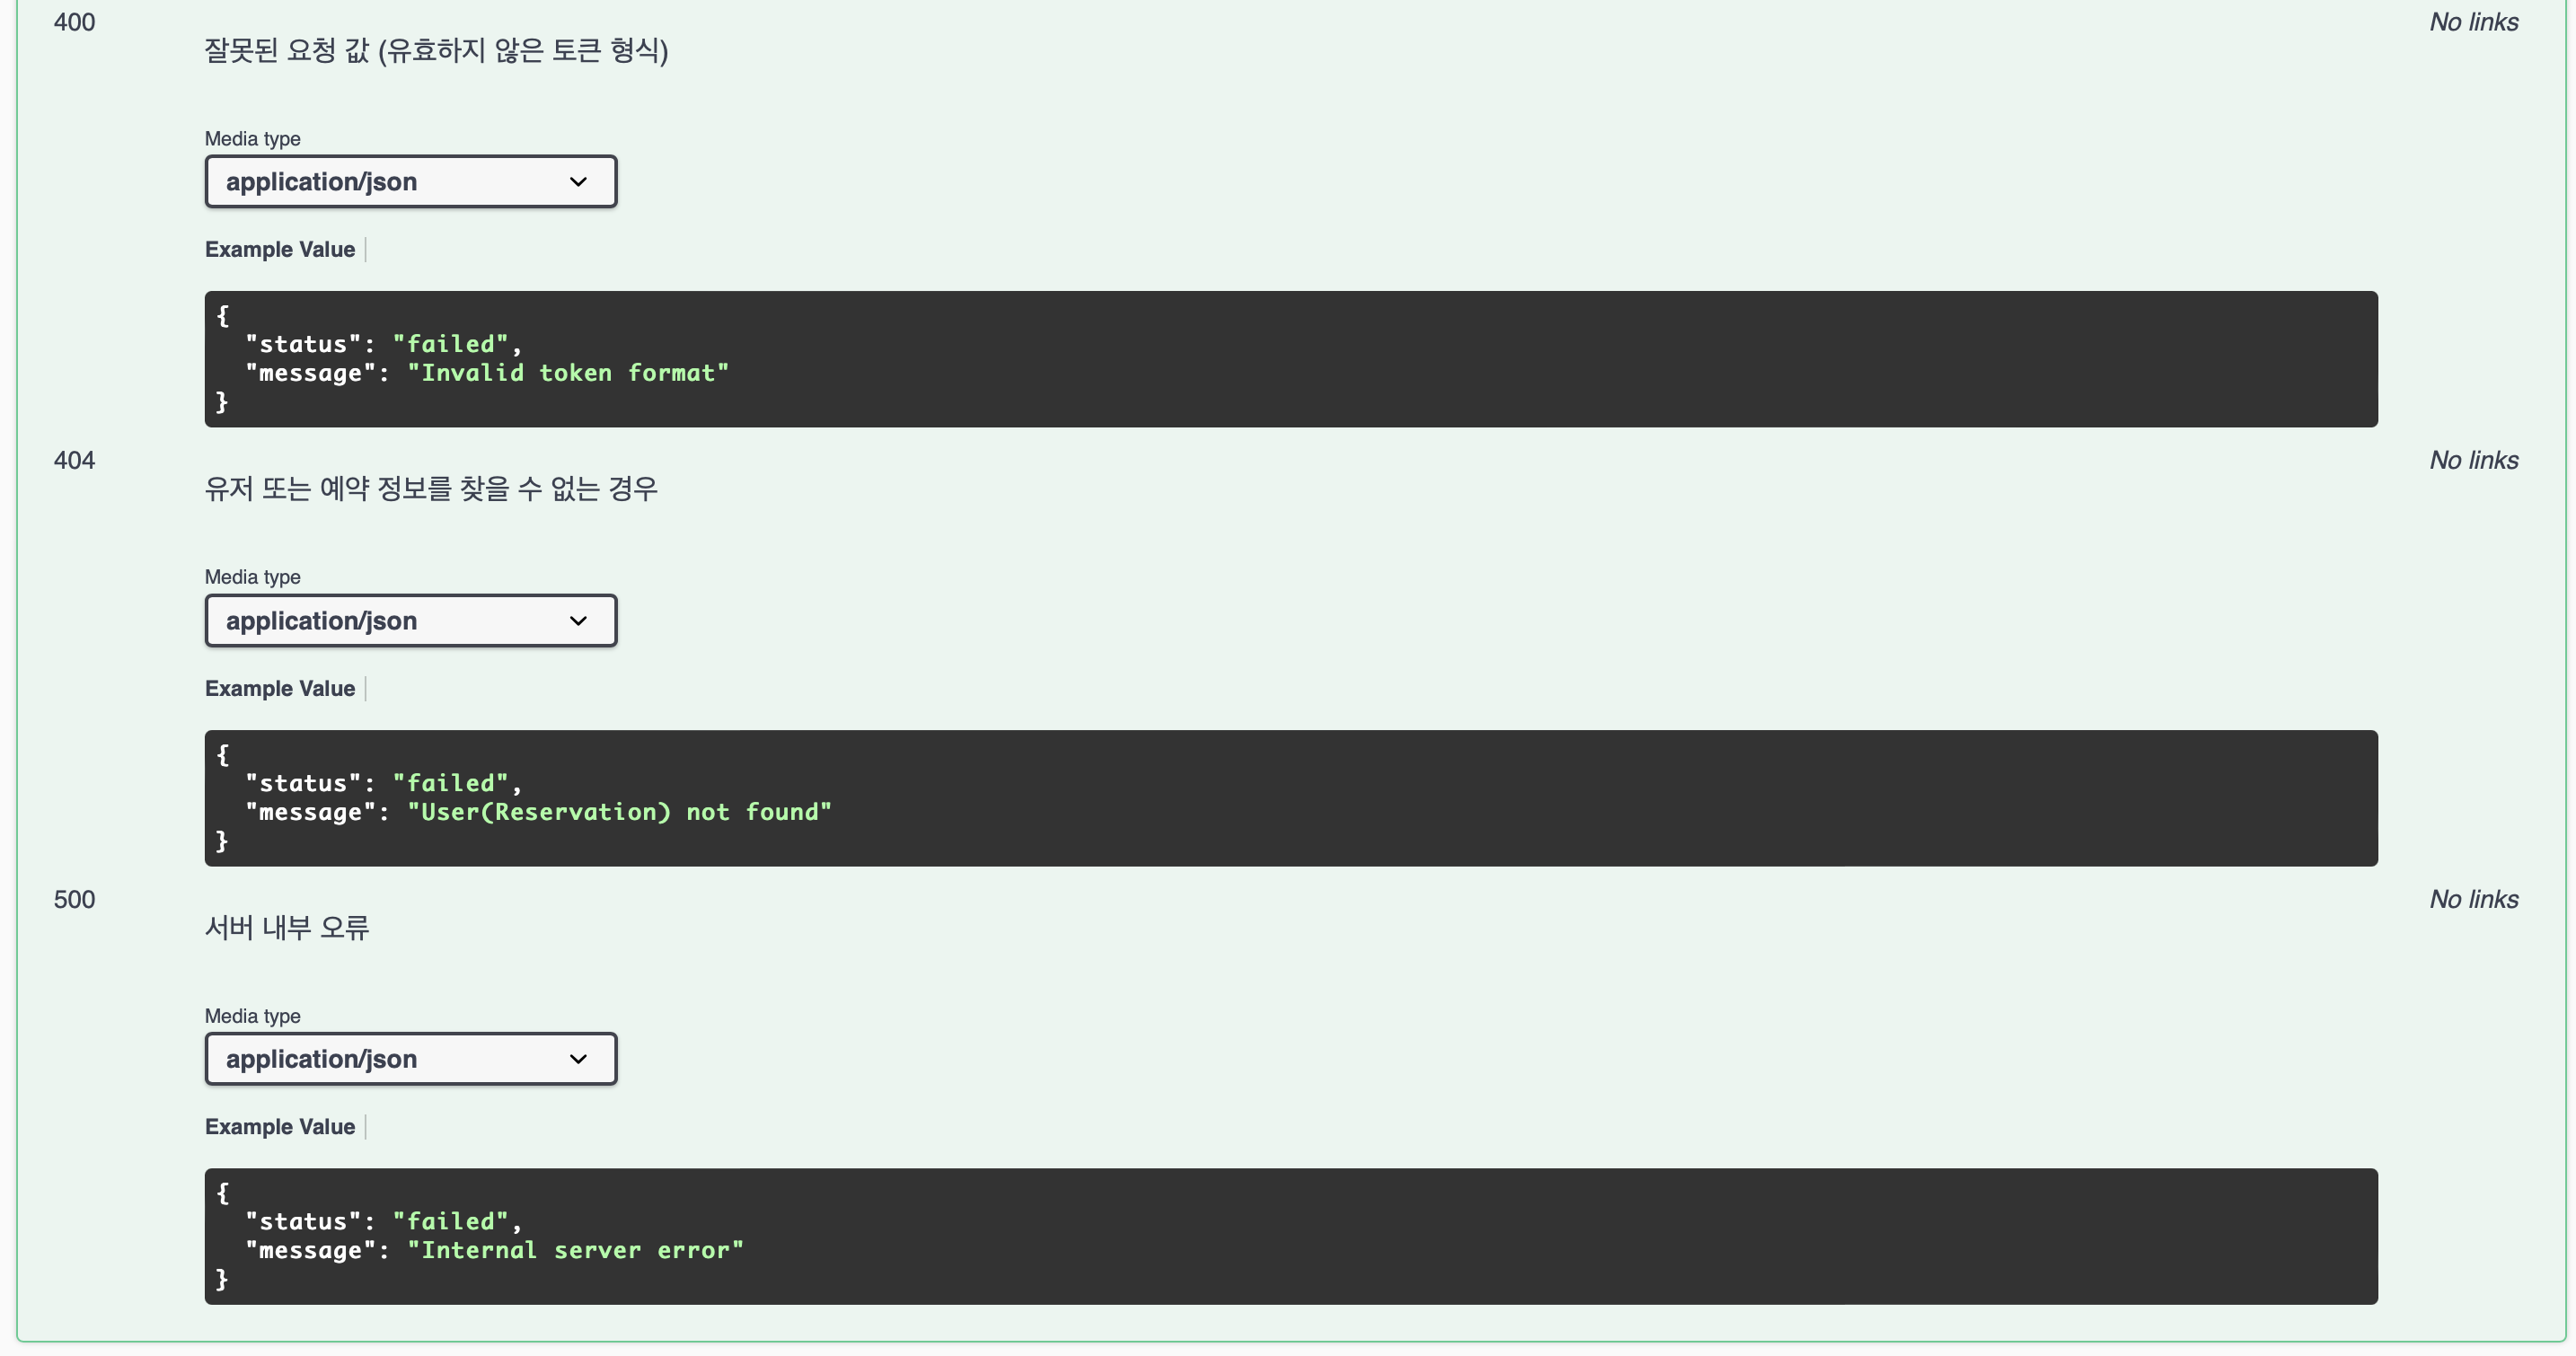 400
No links
잘못된 요청 값 (유효하지 않은 토큰 형식)
Media type
application/json
Example Value
{
"status": "failed",
"message": "Invalid token format"
}
404
No links
유저 또는 예약 정보를 찾을 수 없는 경우
Media type
application/json
Example Value
{
"status": "failed",
"message": "User(Reservation) not found"
}
500
No links
서버 내부 오류
Media type
application/json
Example Value
{
"status": "failed",
"message": "Internal server error"
}